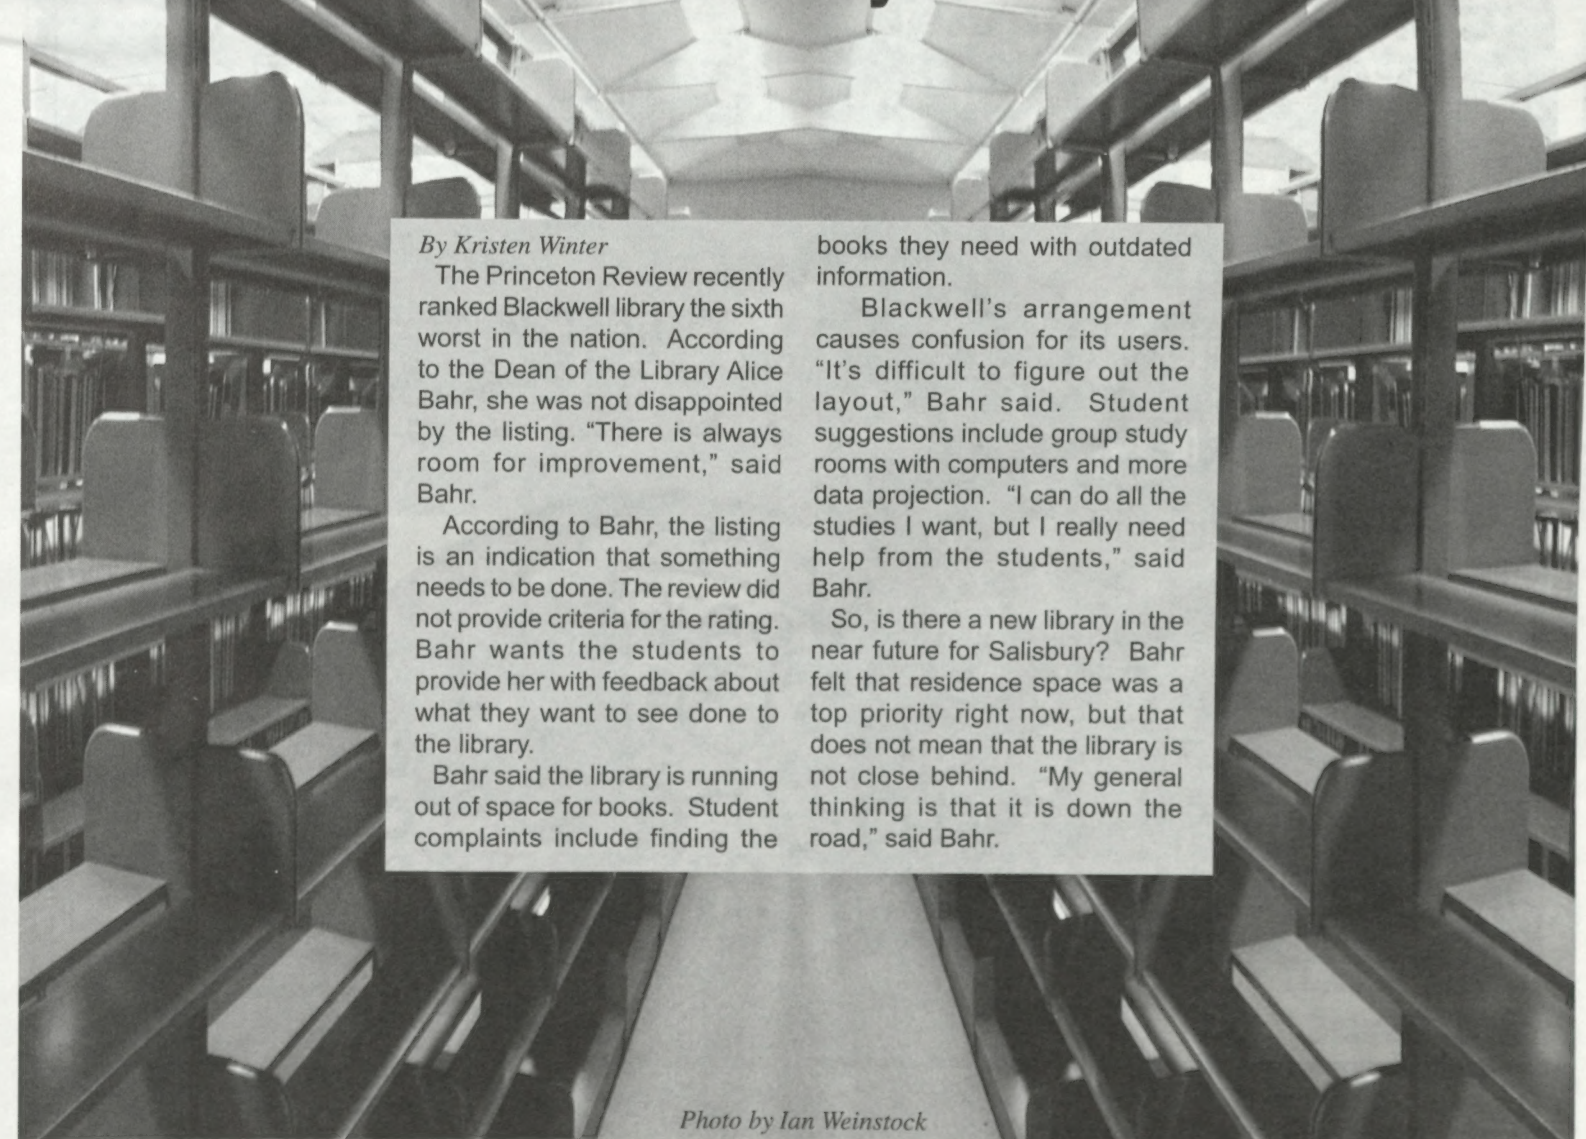 By Kristen Winter
The Princeton Review recently
ranked Blackwell library the sixth
worst in the nation. According
to the Dean of the Library Alice
Bahr, she was not disappointed
by the listing. “There is always
room for improvement,” said
Bahr.
According to Bahr, the listing
is an indication that something
needs to be done. The review did
not provide criteria for the rating.
Bahr wants the students to
provide her with feedback about
what they want to see done to
the library.
Bahr said the library is running
out of space for books. Student
complaints include finding the
books they need with outdated
information.
Blackwell’s arrangement
causes confusion for its users.
“It’s difficult to figure out the
layout,” Bahr said. Student
suggestions include group study
rooms with computers and more
data projection. “I can do all the
studies I want, but I really need
help from the students,” said
Bahr.
So, is there a new library in the
near future for Salisbury? Bahr
felt that residence space was a
top priority right now, but that
does not mean that the library is
not close behind. “My general
thinking is that it is down the
road,” said Bahr.
Photo by Ian Weinstock